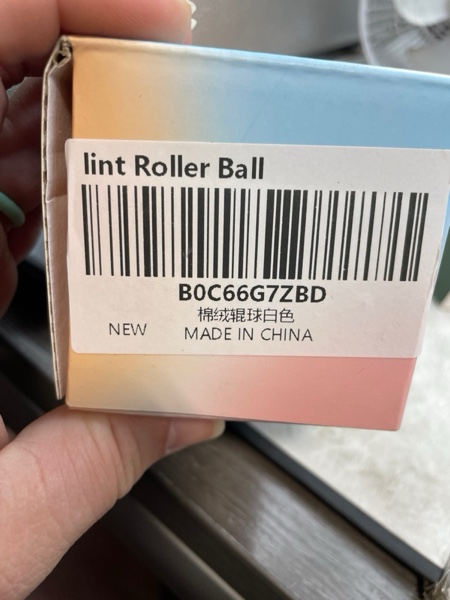 lint Roller Ball
B0C66G7ZBD
棉绒辊球白色
NEW MADE IN CHINA